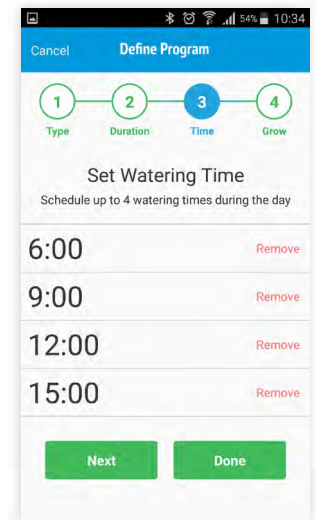 54% 10:34
Cancel Define Program
1 2 3 4
Type Duration Time Grow
Set Watering Time
Schedule up to 4 watering times during the day
6:00 Remove
9:00 Remove
12:00 Remove
15:00 Remove
Next Done